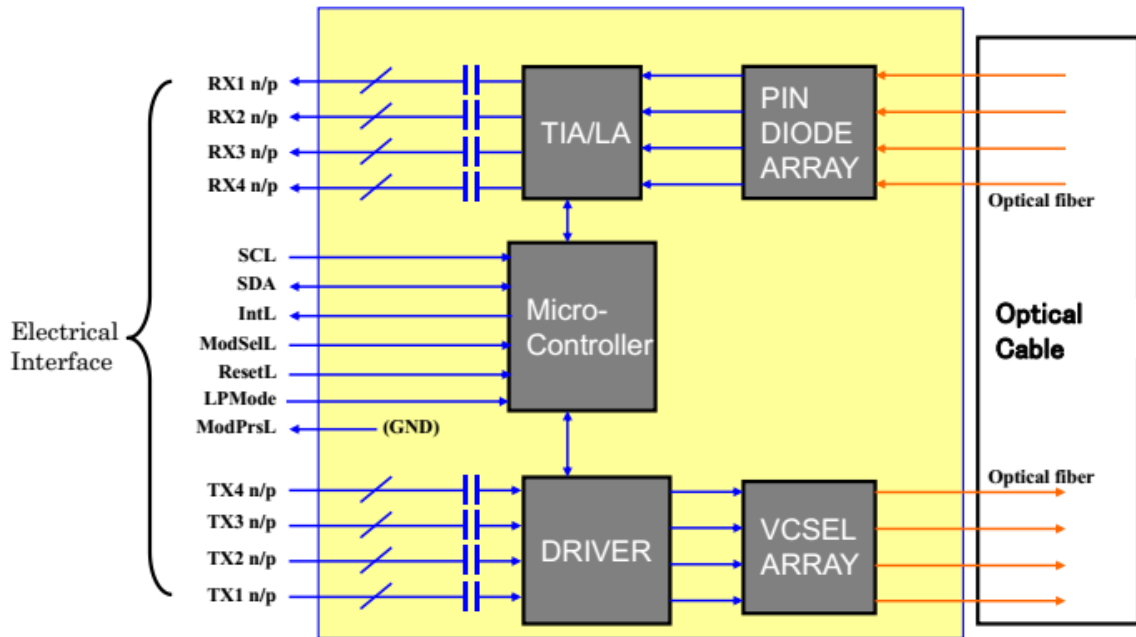 RX1 n/p
RX2 n/p
RX3 n/p
RX4 n/p
TIA/LA
PIN
DIODE
ARRAY
Optical fiber
SCL
SDA
IntL
ModSelL
ResetL
LPMode
ModPrsL
(GND)
Micro-
Controller
Electrical
Interface
Optical
Cable
TX4 n/p
TX3 n/p
TX2 n/p
TX1 n/p
DRIVER
VCSEL
ARRAY
Optical fiber